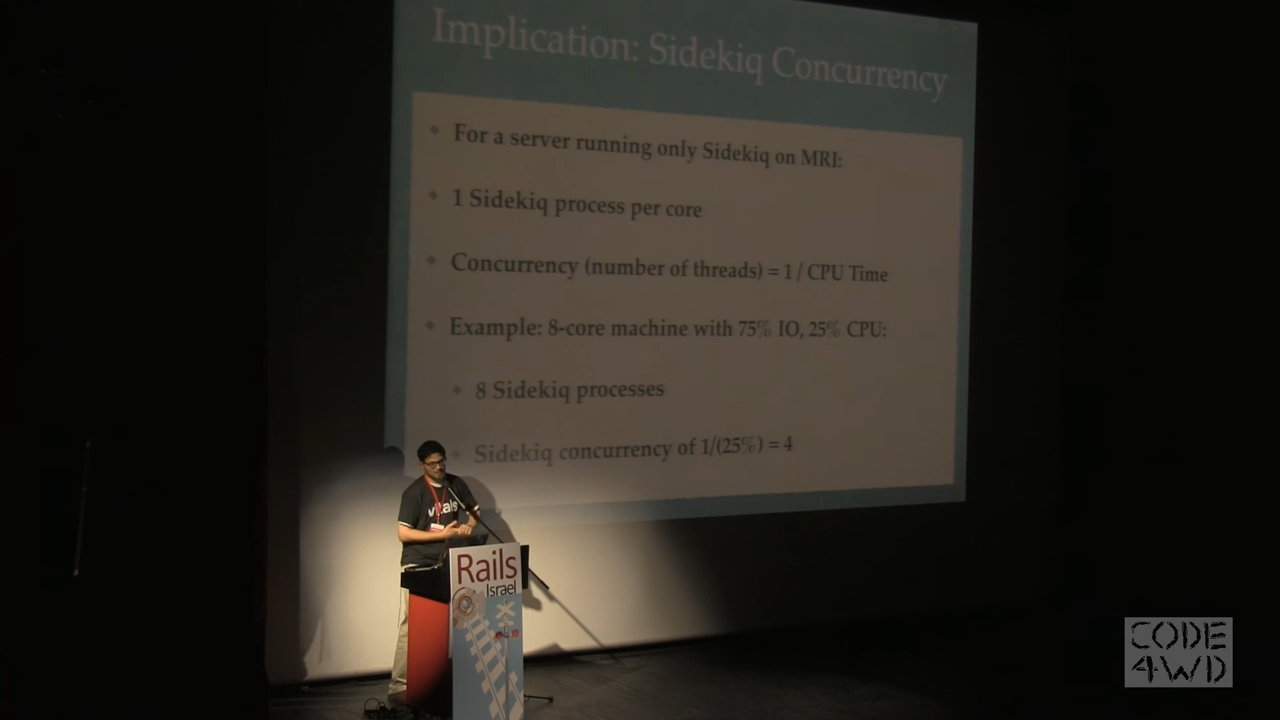 Implication: Sidekiq Concurrency
For a server running only Sidekiq on MRI:
1 Sidekiq process per core
Concurrency (number of threads) = 1 / CPU Time
Example: 8-core machine with 75% IO, 25% CPU:
8 Sidekiq processes
Sidekiq concurrency of 1/(25%) = 4
vitals
Rails
Israel
CODE
4WD